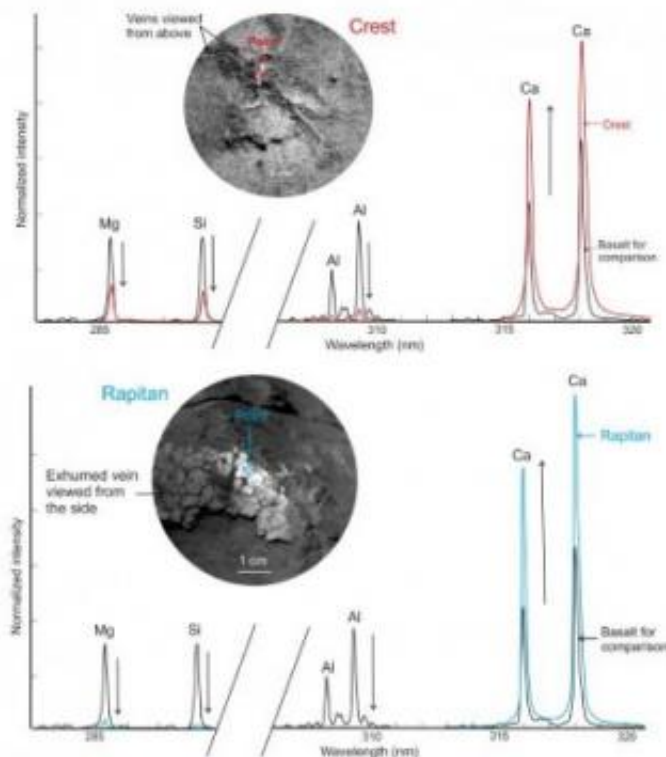 Veins viewed
from above
Crest
Ca
Ca
Crest
Mg
Si
Al
Al
Basalt for
comparison
Normalized intensity
285
310
315
320
Wavelength (nm)
Rapitan
Ca
Ca
Rapitan
Exhumed vein
viewed from
the side
1 cm
Mg
Si
Al
Al
Basalt for
comparison
Normalized intensity
285
310
315
320
Wavelength (nm)